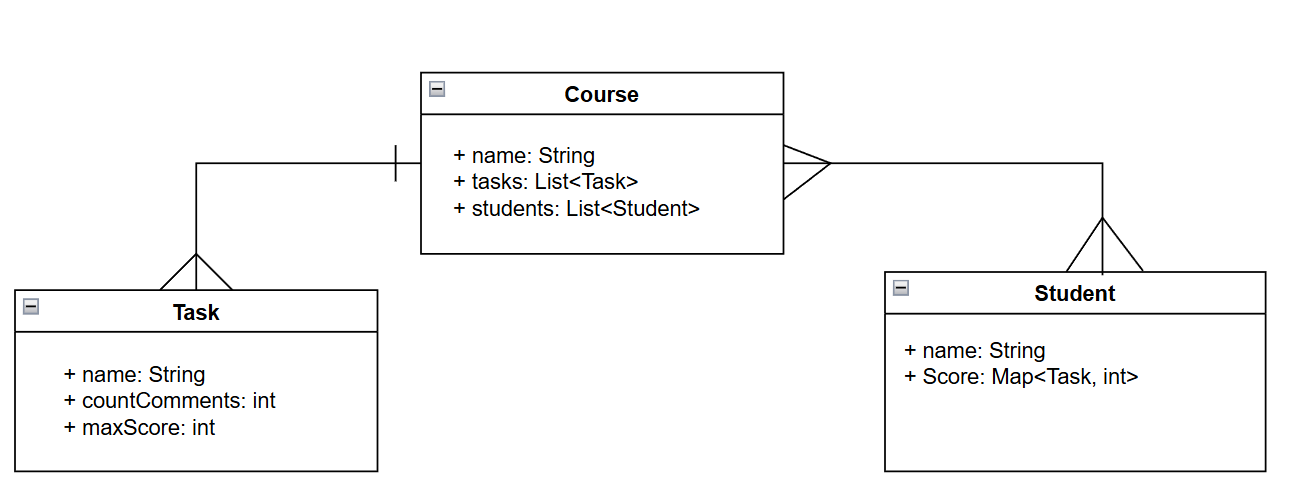 Course
+ name: String
+ tasks: List<Task>
+ students: List<Student>
Task
+ name: String
+ countComments: int
+ maxScore: int
Student
+ name: String
+ Score: Map<Task, int>